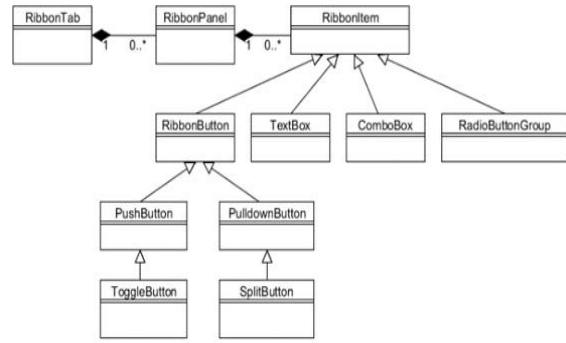 RibbonTab RibbonPanel RibbonItem
1 0..* 1 0..*
RibbonButton TextBox ComboBox RadioButtonGroup
PushButton PulldownButton
ToggleButton SplitButton